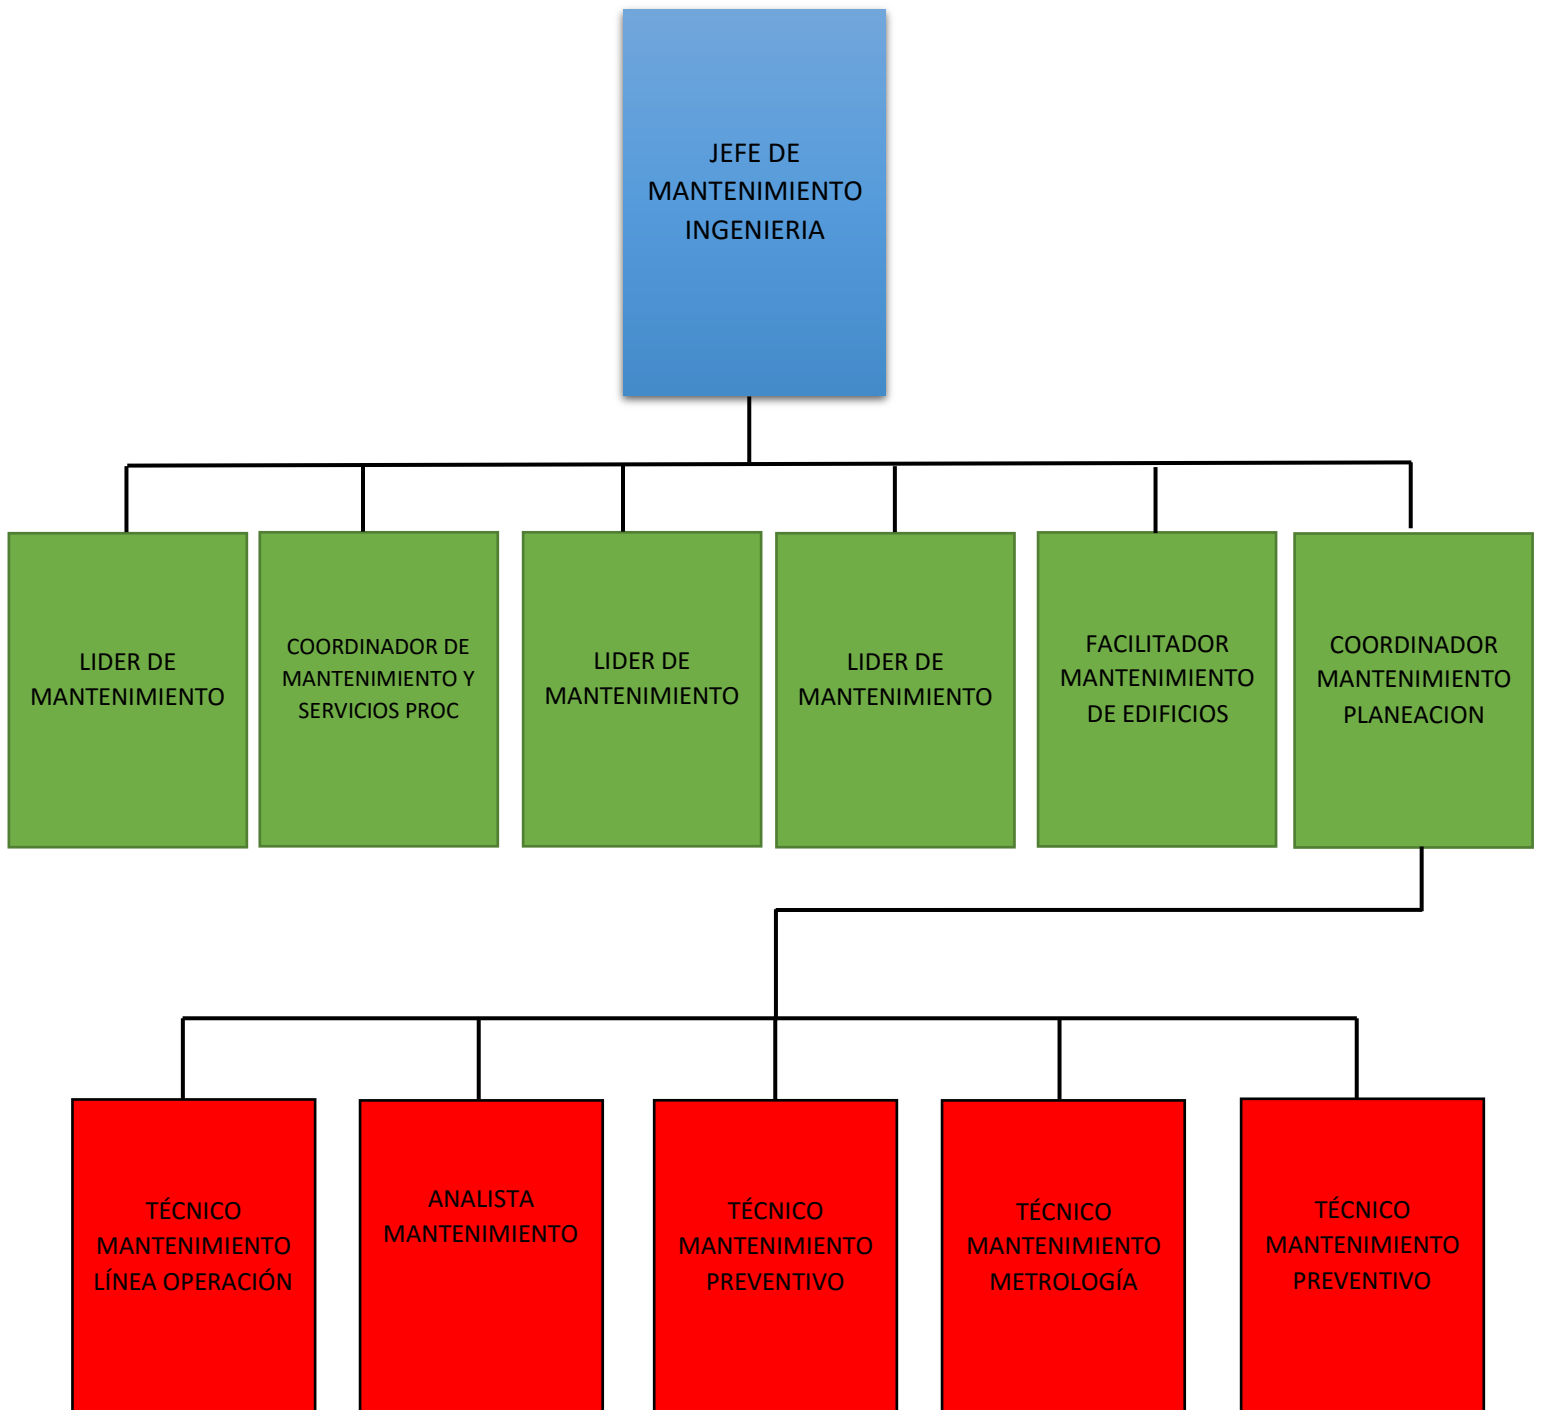 JEFE DE
MANTENIMIENTO
INGENIERIA
LIDER DE
MANTENIMIENTO
COORDINADOR DE
MANTENIMIENTO Y
SERVICIOS PROC
LIDER DE
MANTENIMIENTO
LIDER DE
MANTENIMIENTO
FACILITADOR
MANTENIMIENTO
DE EDIFICIOS
COORDINADOR
MANTENIMIENTO
PLANEACION
TÉCNICO
MANTENIMIENTO
LÍNEA OPERACIÓN
ANALISTA
MANTENIMIENTO
TÉCNICO
MANTENIMIENTO
PREVENTIVO
TÉCNICO
MANTENIMIENTO
METROLOGÍA
TÉCNICO
MANTENIMIENTO
PREVENTIVO